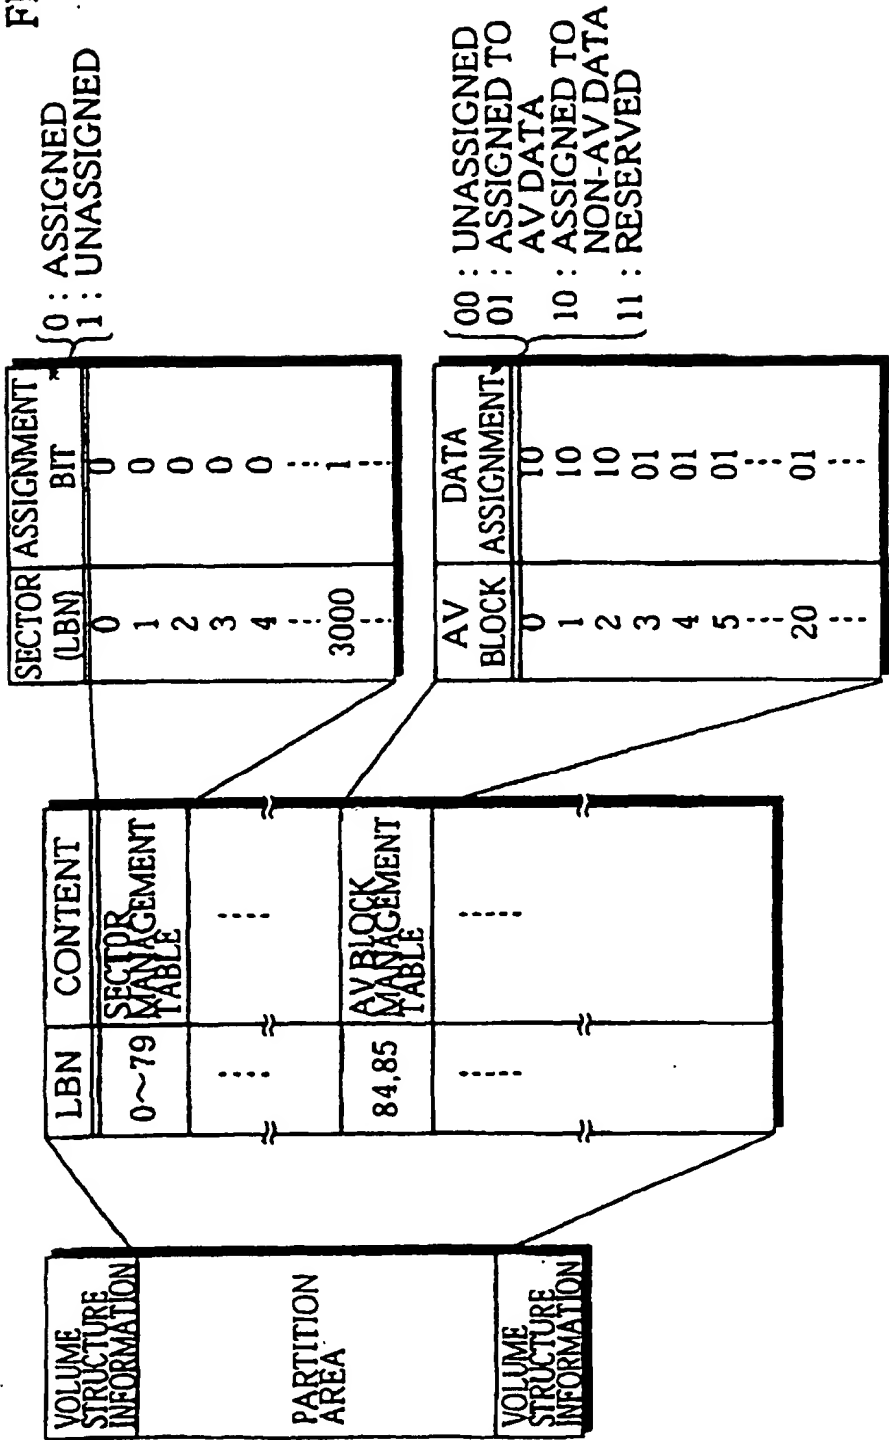 VOLUME
STRUCTURE
INFORMATION
PARTITION
AREA
VOLUME
STRUCTURE
INFORMATION
LBN CONTENT
0~79 SECTOR
MANAGEMENT
TABLE
84,85 AV BLOCK
MANAGEMENT
TABLE
SECTOR ASSIGNMENT
(LBN) BIT
0 0
1 0
2 0
3 0
4 0
3000 1
0 : ASSIGNED
1 : UNASSIGNED
AV DATA
BLOCK ASSIGNMENT
0 10
1 10
2 10
3 01
4 01
5 01
20 01
00 : UNASSIGNED
01 : ASSIGNED TO
AV DATA
10 : ASSIGNED TO
NON-AV DATA
11 : RESERVED